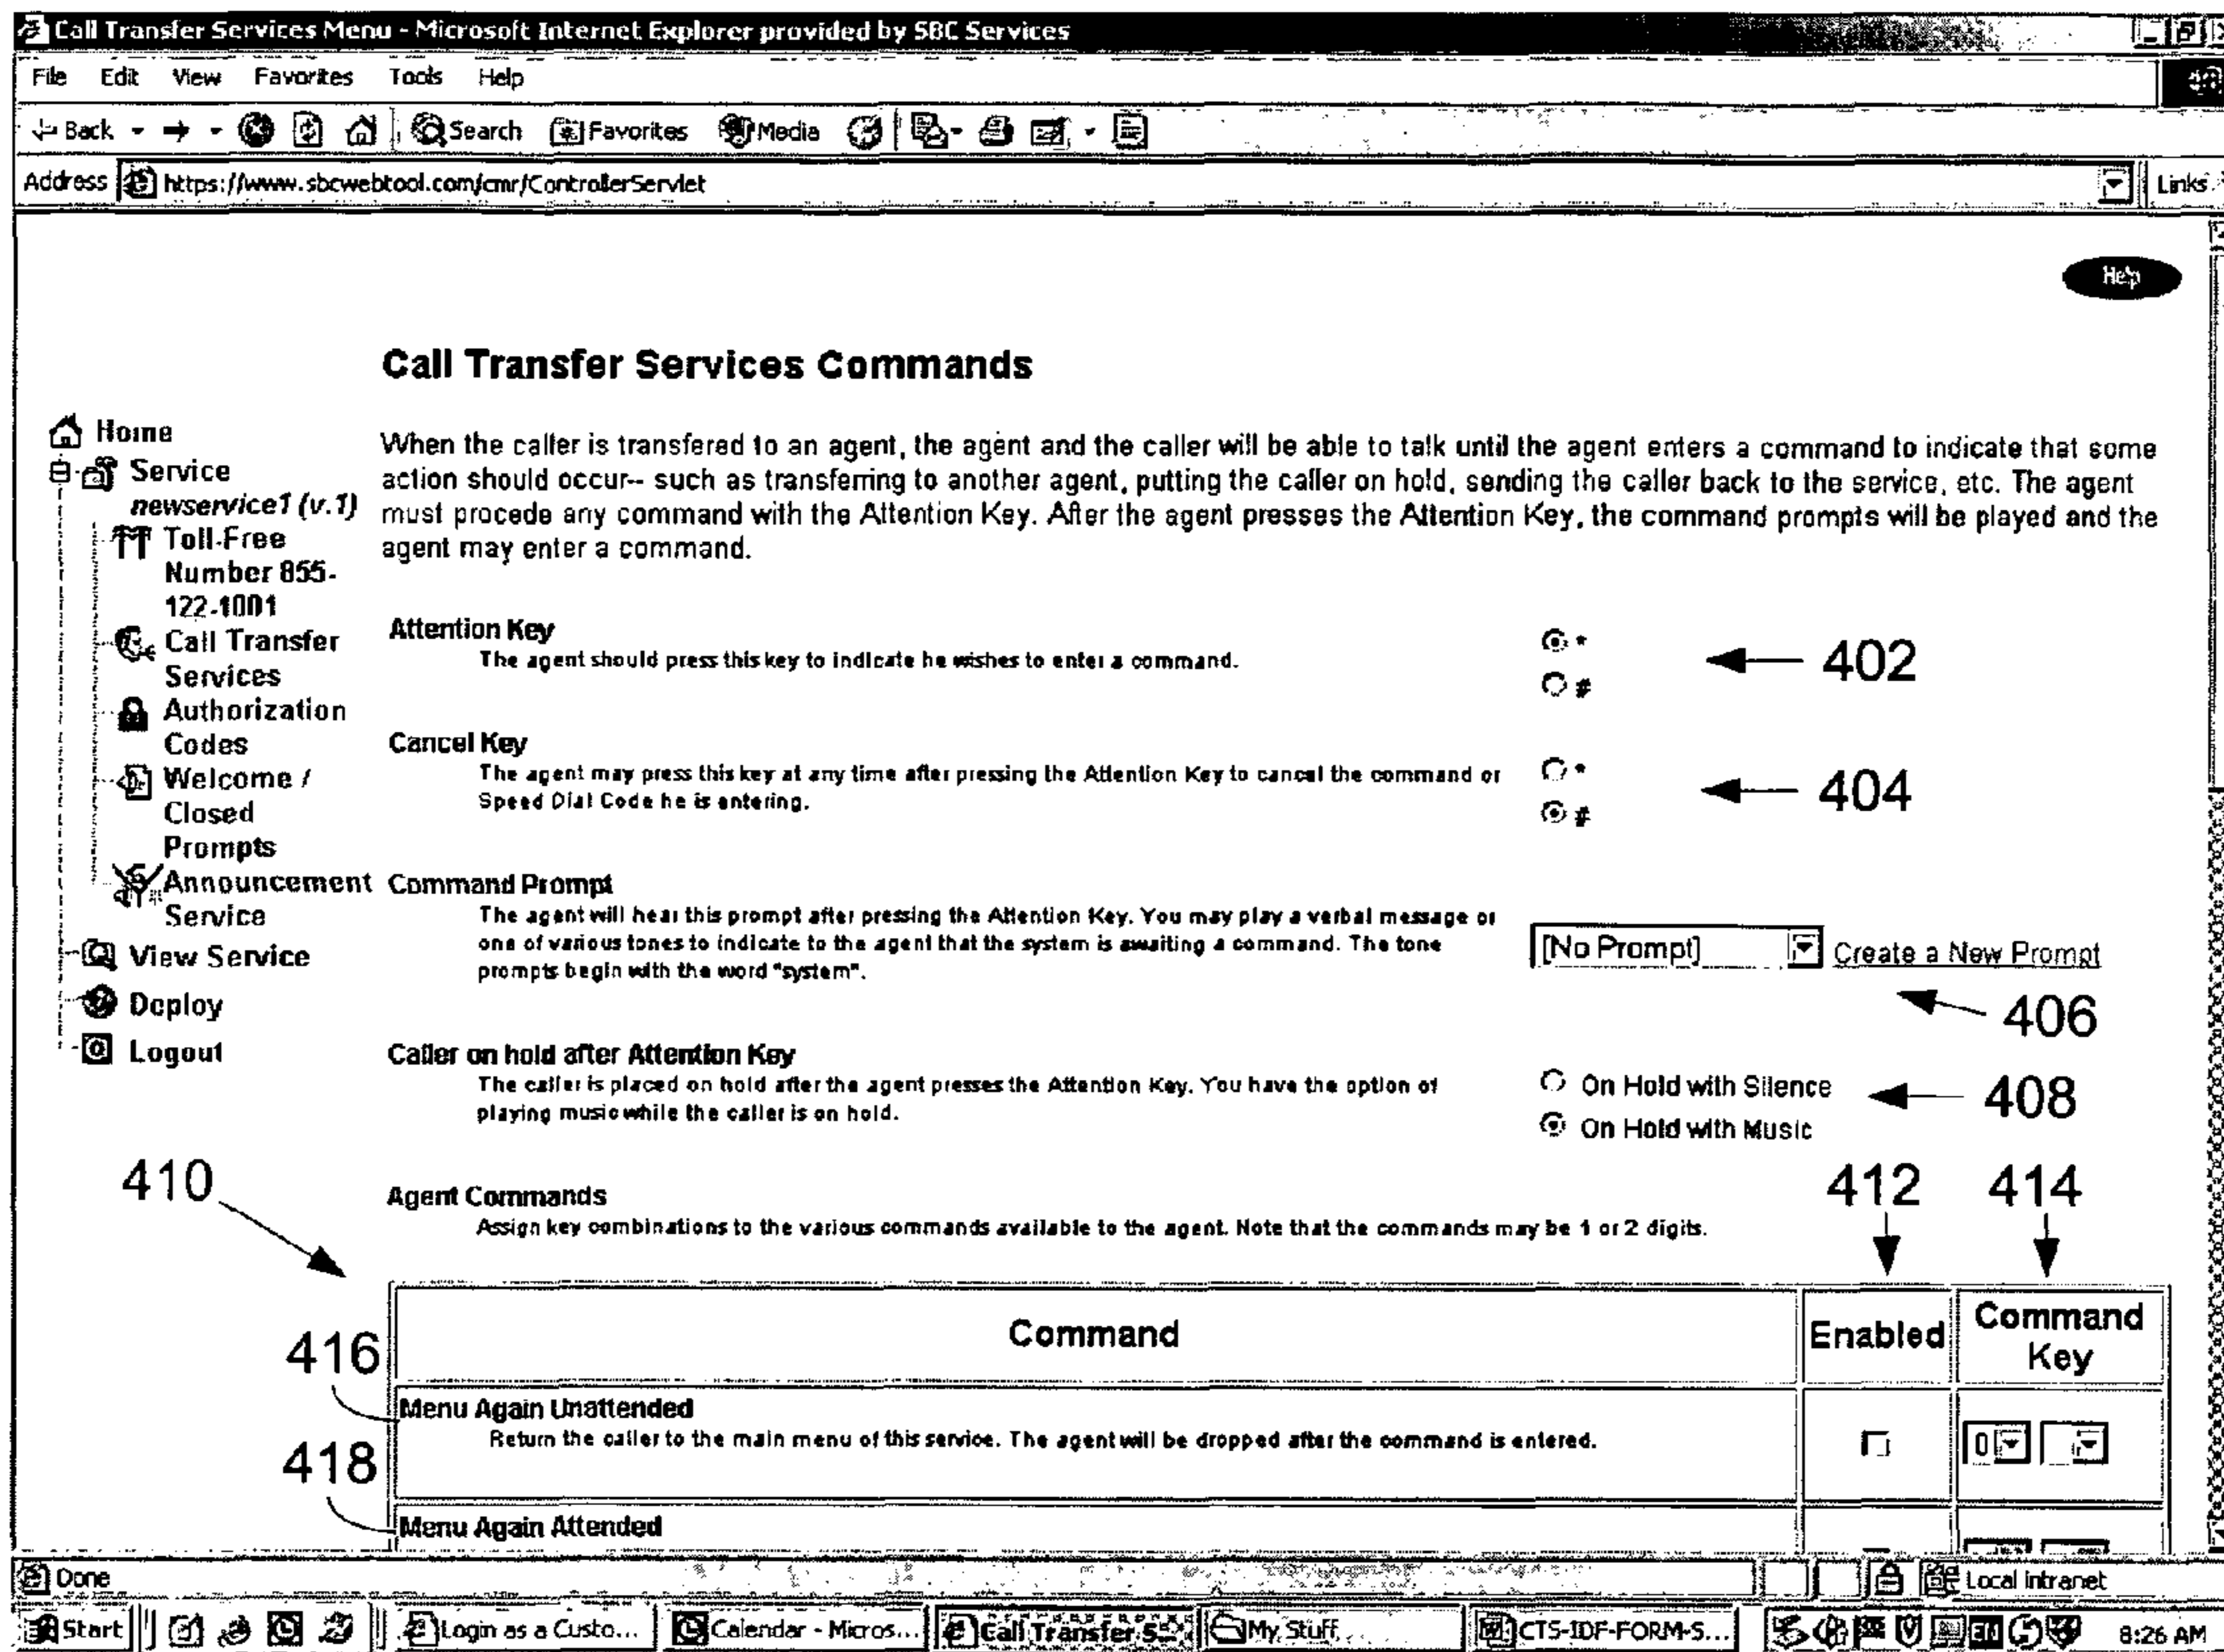 Call Transfer Services Menu - Microsoft Internet Explorer provided by SBC Services
File Edit View Favorites Tools Help
Back Search Favorites Media
Address https://www.sbcwebtool.com/cmr/ControllerServlet Links
Help
Call Transfer Services Commands
Home
Service
newservice1 (v.1)
Toll-Free
Number 855-
122-1001
Call Transfer
Services
Authorization
Codes
Welcome /
Closed
Prompts
Announcement
Service
View Service
Deploy
Logout
When the caller is transfered to an agent, the agent and the caller will be able to talk until the agent enters a command to indicate that some
action should occur-- such as transferring to another agent, putting the caller on hold, sending the caller back to the service, etc. The agent
must procede any command with the Attention Key. After the agent presses the Attention Key, the command prompts will be played and the
agent may enter a command.
Attention Key
The agent should press this key to indicate he wishes to enter a command.
*
#
402
Cancel Key
The agent may press this key at any time after pressing the Attention Key to cancel the command or
Speed Dial Code he is entering.
*
#
404
Command Prompt
The agent will hear this prompt after pressing the Attention Key. You may play a verbal message or
one of various tones to indicate to the agent that the system is awaiting a command. The tone
prompts begin with the word "system".
[No Prompt] Create a New Prompt
406
Caller on hold after Attention Key
The caller is placed on hold after the agent presses the Attention Key. You have the option of
playing music while the caller is on hold.
On Hold with Silence
On Hold with Music
408
410
412 414
Agent Commands
Assign key combinations to the various commands available to the agent. Note that the commands may be 1 or 2 digits.
Command Enabled Command Key
416
Menu Again Unattended
Return the caller to the main menu of this service. The agent will be dropped after the command is entered.
0
418
Menu Again Attended
Done Local intranet
Start Login as a Custo... Calendar - Micros... Call Transfer S... My Stuff CTS-IDF-FORM-S... EN 8:26 AM